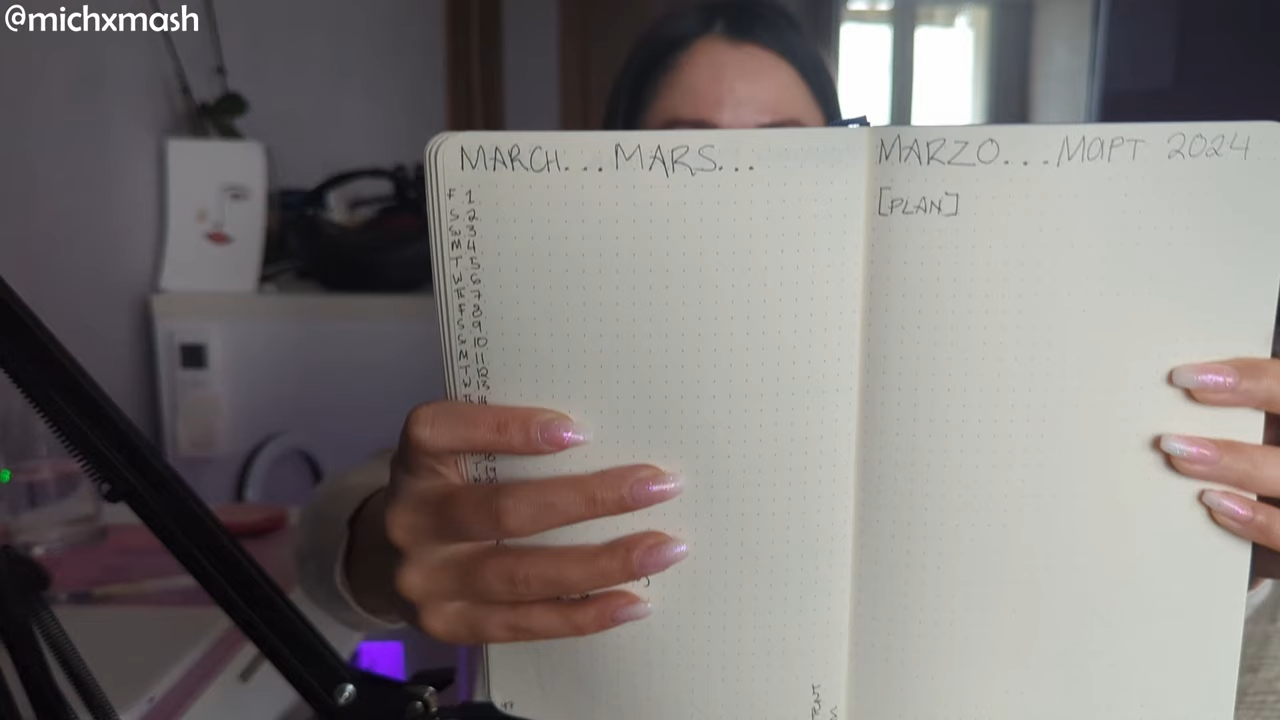 @michxmash
MARCH... MARS...
F 1
S 2
S 3
M 4
T 5
W 6
T 7
F 8
S 9
S 10
M 11
T 12
W 13
MARZO... МАРТ 2024
[PLAN]